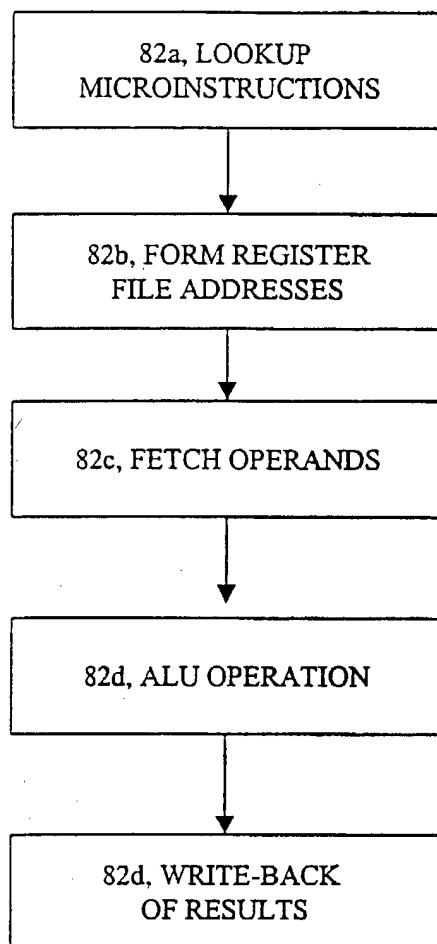 82a, LOOKUP
MICROINSTRUCTIONS
82b, FORM REGISTER
FILE ADDRESSES
82c, FETCH OPERANDS
82d, ALU OPERATION
82d, WRITE-BACK
OF RESULTS